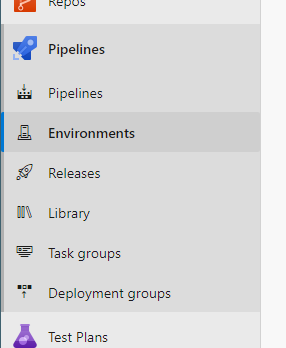 Repos
Pipelines
Pipelines
Environments
Releases
Library
Task groups
Deployment groups
Test Plans